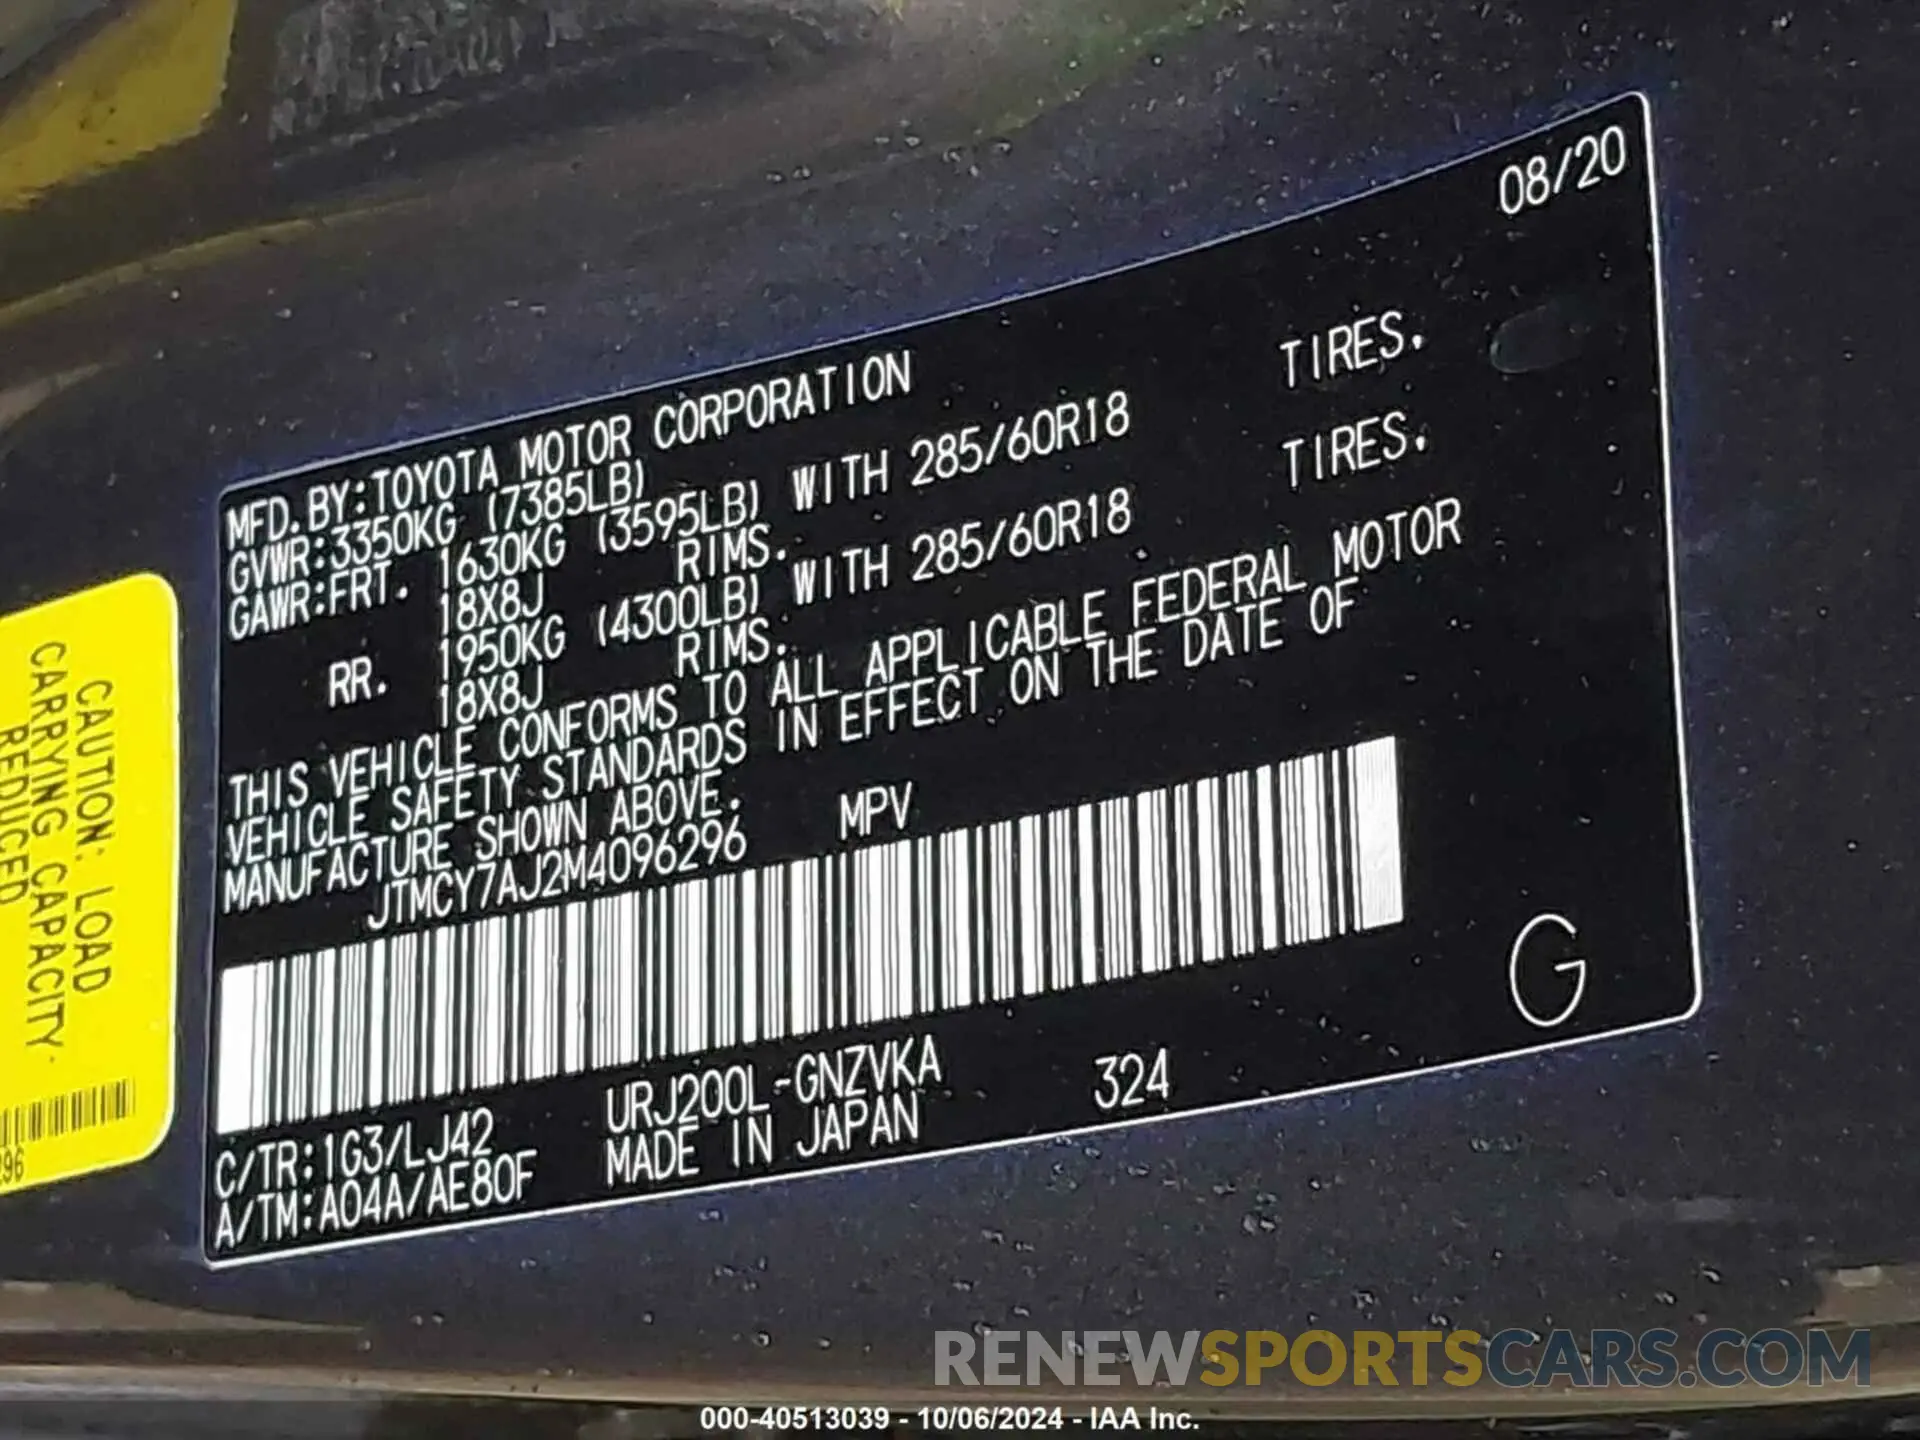 08/20
MFD.BY:TOYOTA MOTOR CORPORATION
GVWR:3350KG (7385LB)
GAWR:FRT. 1630KG (3595LB) WITH 285/60R18 TIRES.
18X8J RIMS.
RR. 1950KG (4300LB) WITH 285/60R18 TIRES.
18X8J RIMS.
THIS VEHICLE CONFORMS TO ALL APPLICABLE FEDERAL MOTOR
VEHICLE SAFETY STANDARDS IN EFFECT ON THE DATE OF
MANUFACTURE SHOWN ABOVE.
JTMCY7AJ2M4096296 MPV
G
C/TR:1G3/LJ42 URJ200L-GNZVKA 324
A/TM:A04A/AE80F MADE IN JAPAN
CAUTION: LOAD
CARRYING CAPACITY
REDUCED
296
RENEWSPORTSCARS.COM
000-40513039 - 10/06/2024 - IAA Inc.